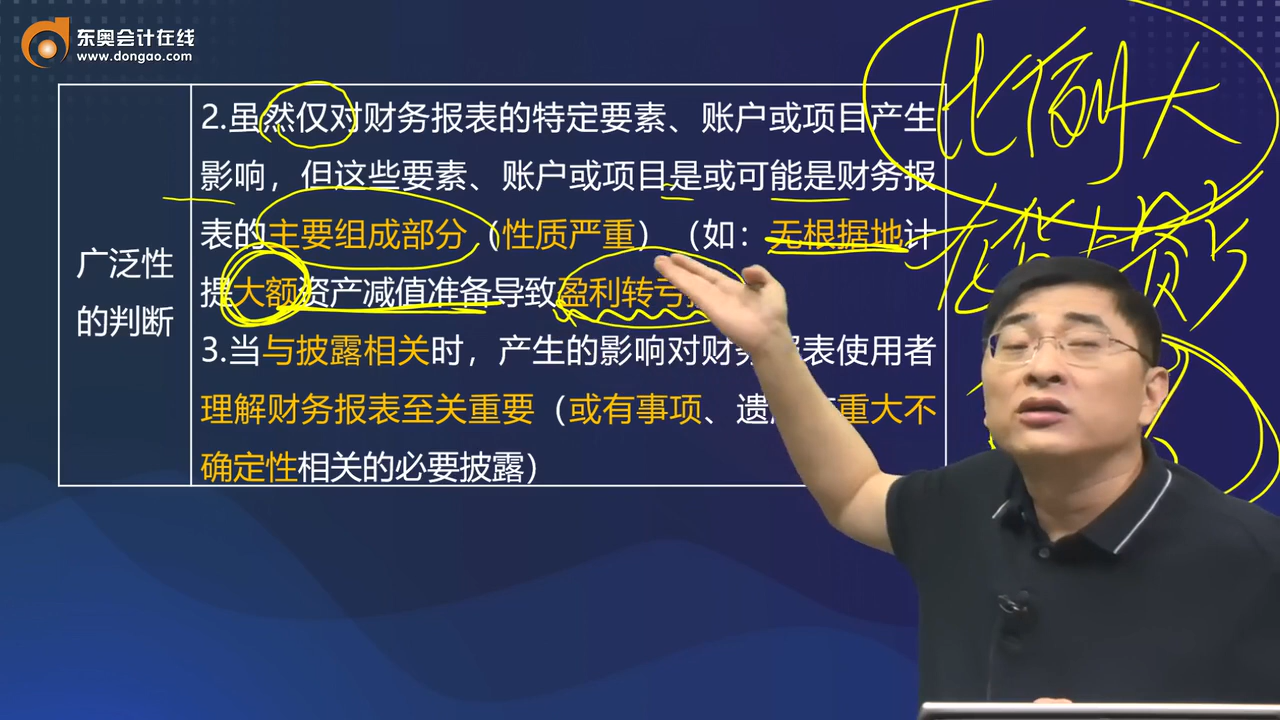 东奥会计在线
www.dongao.com
比例大
2.虽然仅对财务报表的特定要素、账户或项目产生
影响，但这些要素、账户或项目是或可能是财务报
表的主要组成部分（性质严重）（如：无根据地计
提大额资产减值准备导致盈利转亏
广泛性
的判断
3.当与披露相关时，产生的影响对财务报表使用者
理解财务报表至关重要（或有事项、遗 重大不
确定性相关的必要披露）